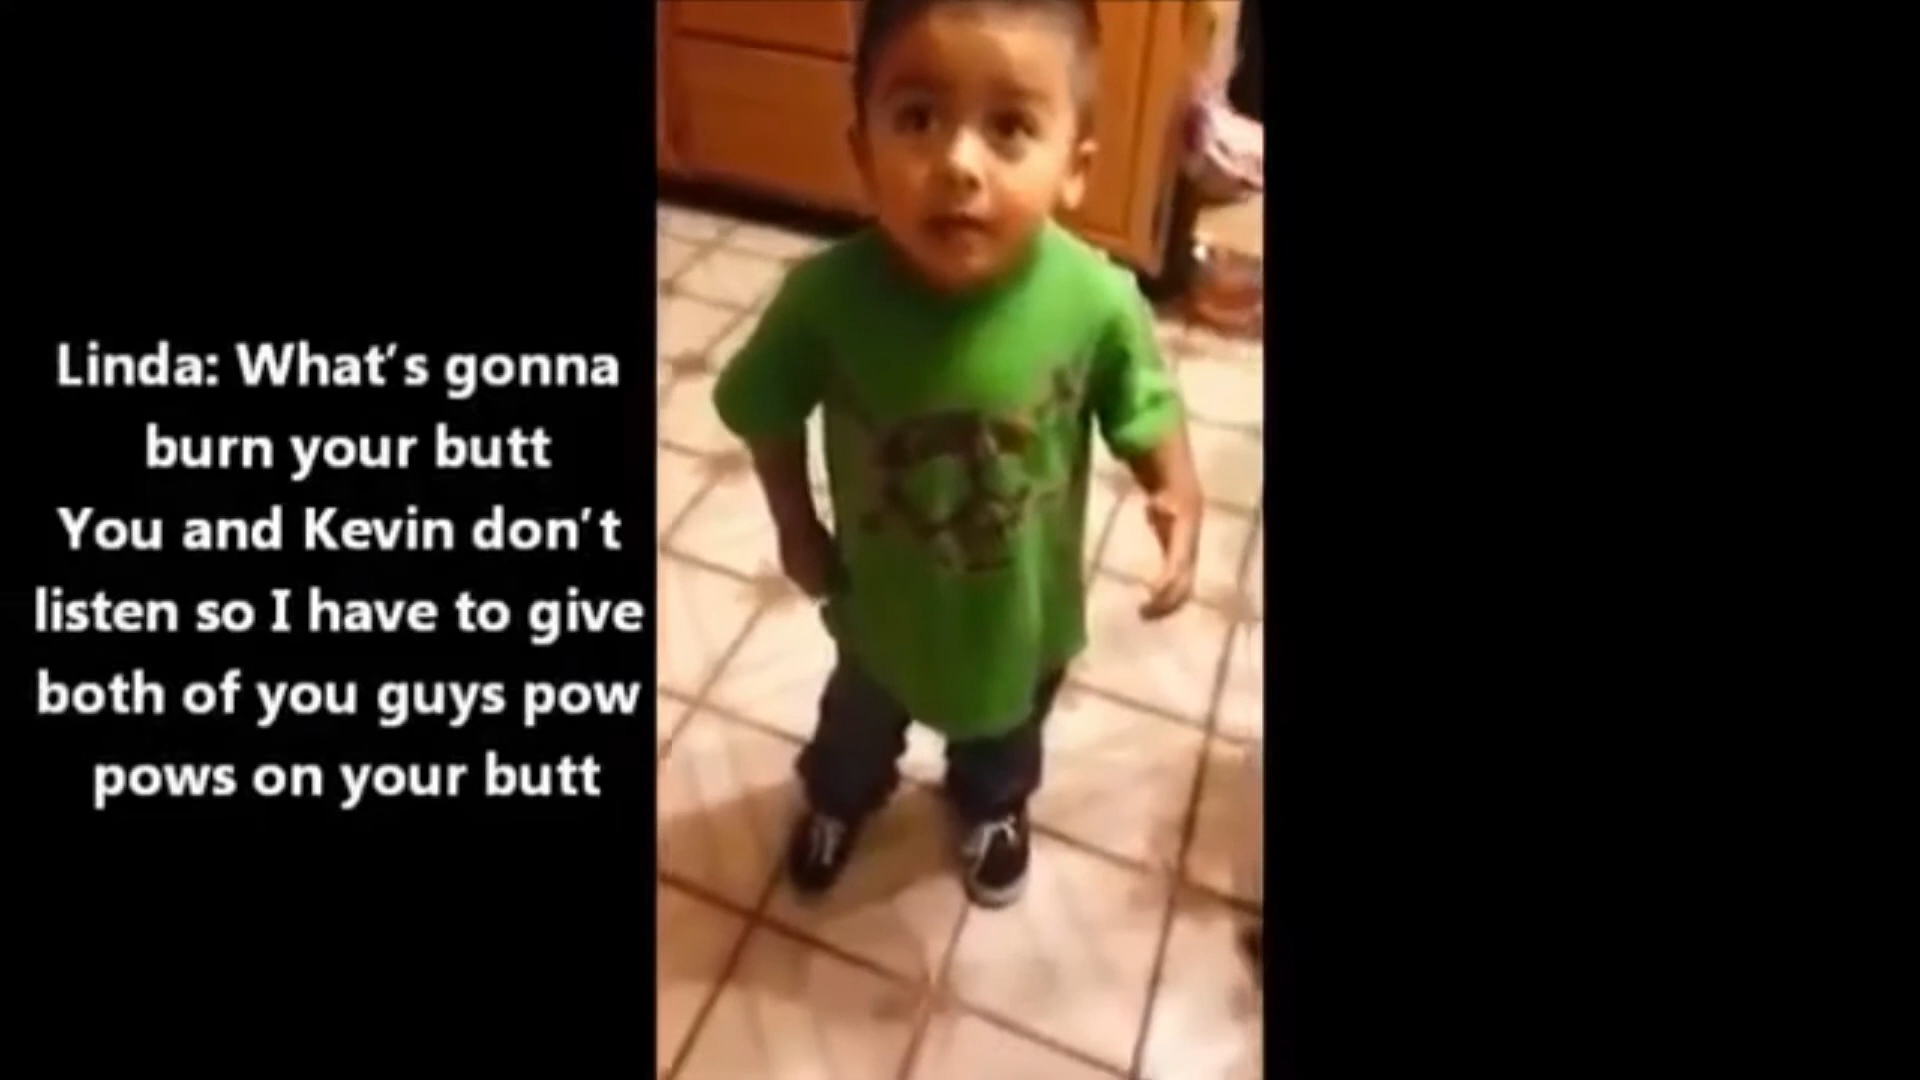 Linda: What's gonna
burn your butt
You and Kevin don't
listen so I have to give
both of you guys pow
pows on your butt